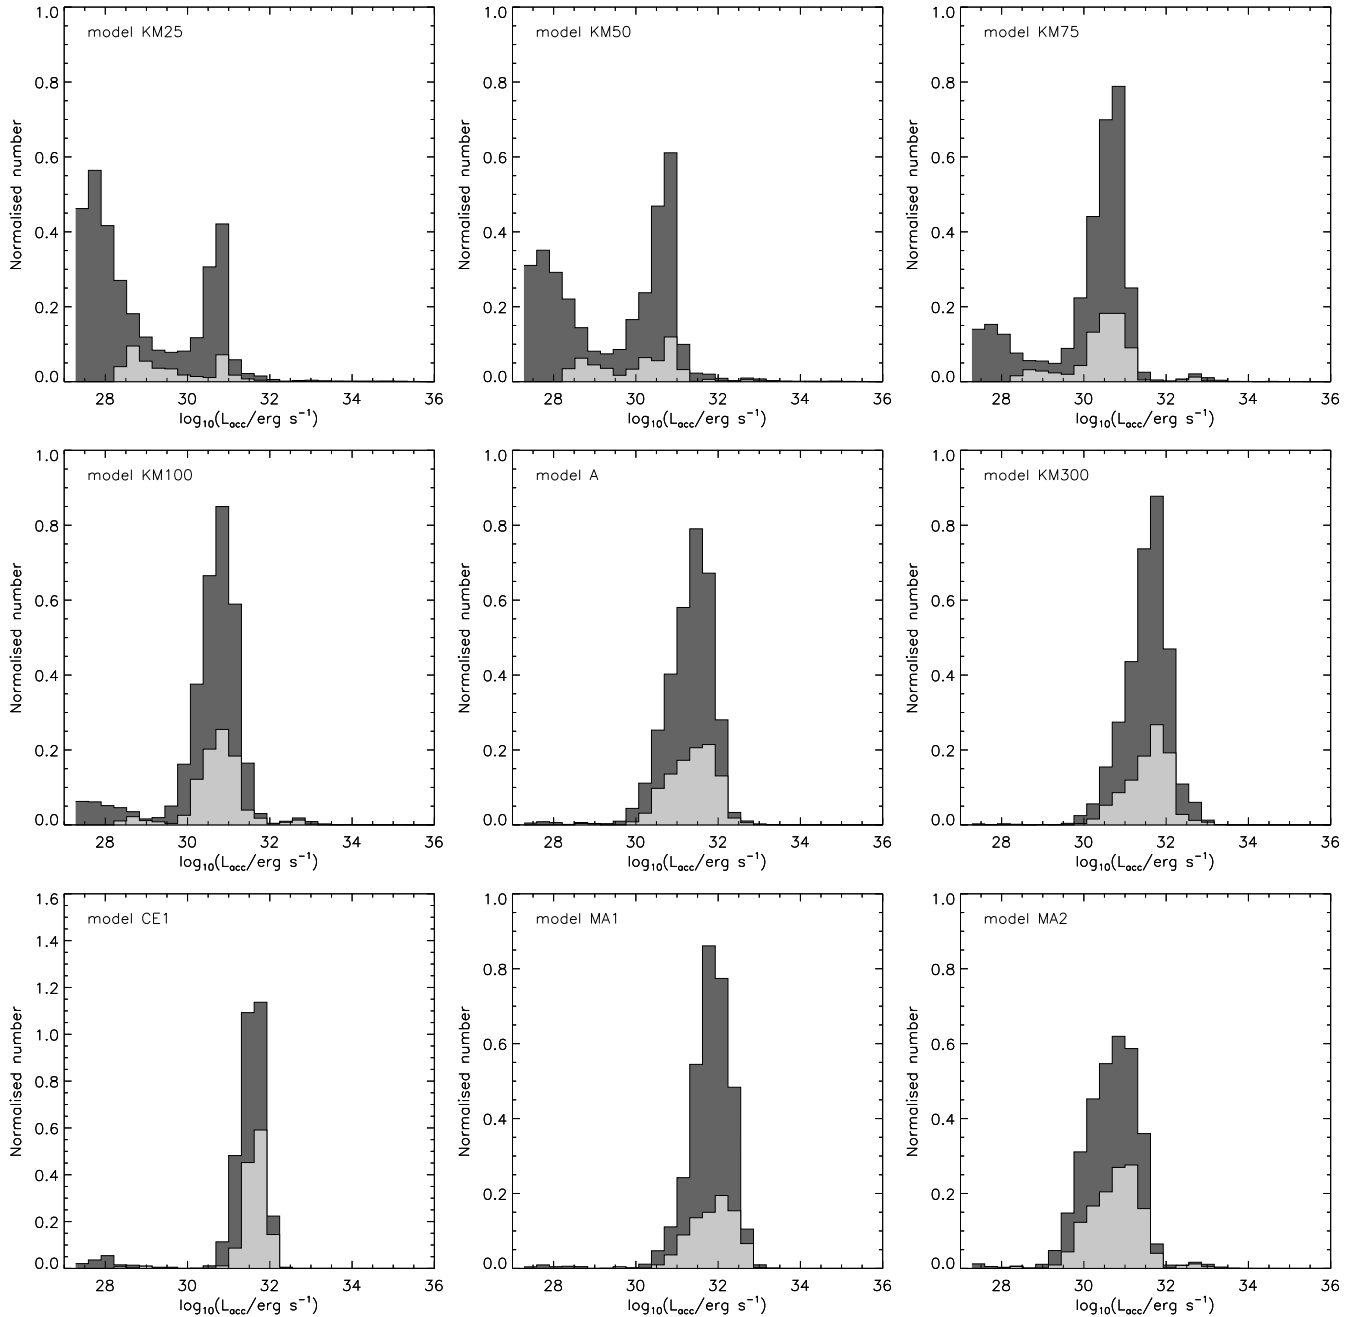 model KM25
1.0
0.8
0.6
0.4
0.2
0.0
Normalised number
28 30 32 34 36
log₁₀(Lacc/erg s⁻¹)
model KM50
1.0
0.8
0.6
0.4
0.2
0.0
Normalised number
28 30 32 34 36
log₁₀(Lacc/erg s⁻¹)
model KM75
1.0
0.8
0.6
0.4
0.2
0.0
Normalised number
28 30 32 34 36
log₁₀(Lacc/erg s⁻¹)
model KM100
1.0
0.8
0.6
0.4
0.2
0.0
Normalised number
28 30 32 34 36
log₁₀(Lacc/erg s⁻¹)
model A
1.0
0.8
0.6
0.4
0.2
0.0
Normalised number
28 30 32 34 36
log₁₀(Lacc/erg s⁻¹)
model KM300
1.0
0.8
0.6
0.4
0.2
0.0
Normalised number
28 30 32 34 36
log₁₀(Lacc/erg s⁻¹)
model CE1
1.6
1.4
1.2
1.0
0.8
0.6
0.4
0.2
0.0
Normalised number
28 30 32 34 36
log₁₀(Lacc/erg s⁻¹)
model MA1
1.0
0.8
0.6
0.4
0.2
0.0
Normalised number
28 30 32 34 36
log₁₀(Lacc/erg s⁻¹)
model MA2
1.0
0.8
0.6
0.4
0.2
0.0
Normalised number
28 30 32 34 36
log₁₀(Lacc/erg s⁻¹)